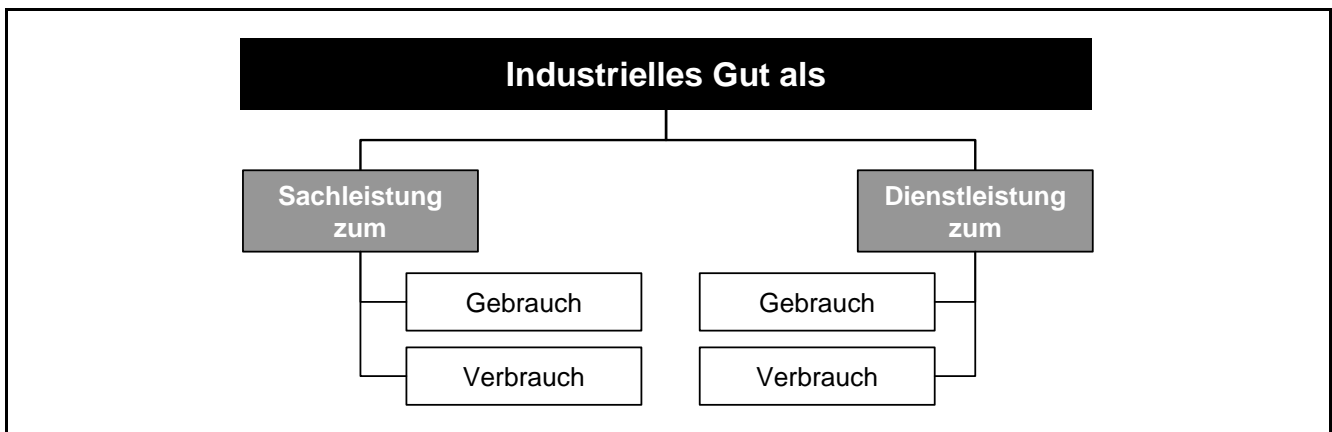 Industrielles Gut als
Sachleistung
zum
Dienstleistung
zum
Gebrauch
Gebrauch
Verbrauch
Verbrauch